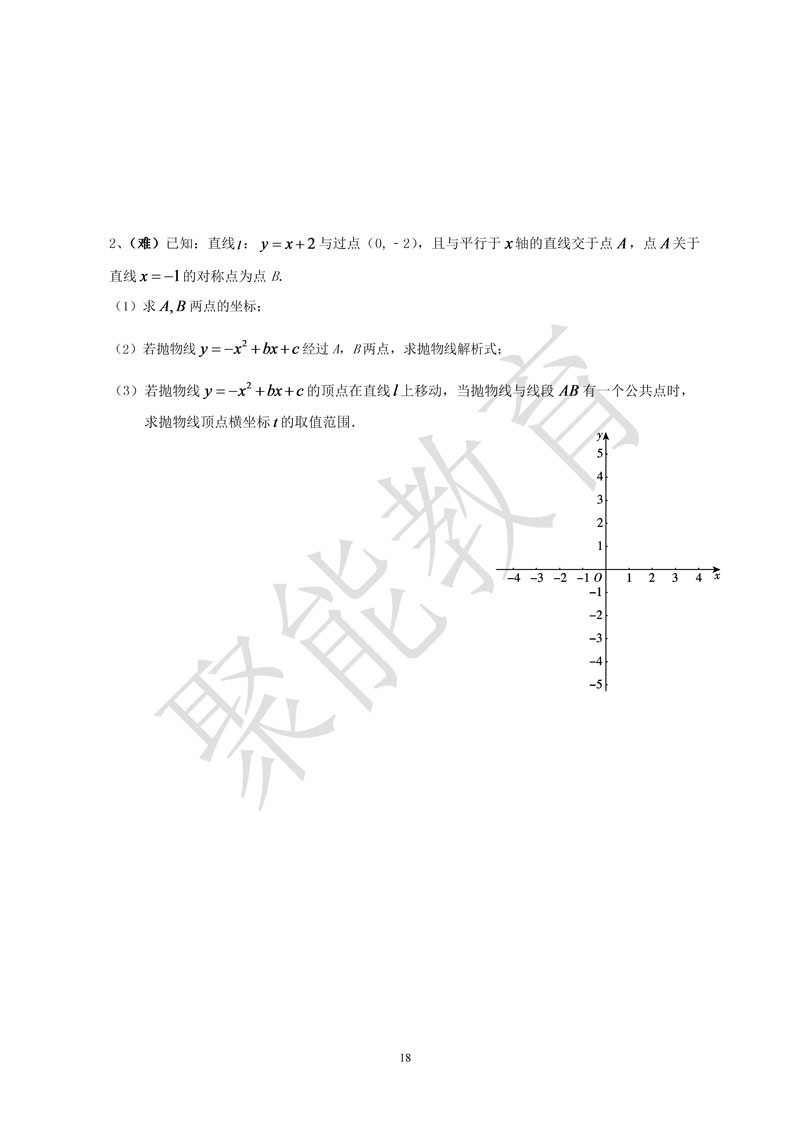 2、（难）已知：直线l：y＝x+2 与过点（0,﹣2），且与平行于 x 轴的直线交于点 A，点 A 关于
直线 x＝−1 的对称点为点 B.
（1）求 A,B 两点的坐标；
（2）若抛物线 y＝−x²+bx+c 经过 A，B 两点，求抛物线解析式；
（3）若抛物线 y＝−x²+bx+c 的顶点在直线 l 上移动，当抛物线与线段 AB 有一个公共点时，
求抛物线顶点横坐标 t 的取值范围.
y
5
4
3
2
1
−4 −3 −2 −1 O 1 2 3 4 x
−1
−2
−3
−4
−5
聚能教育
18